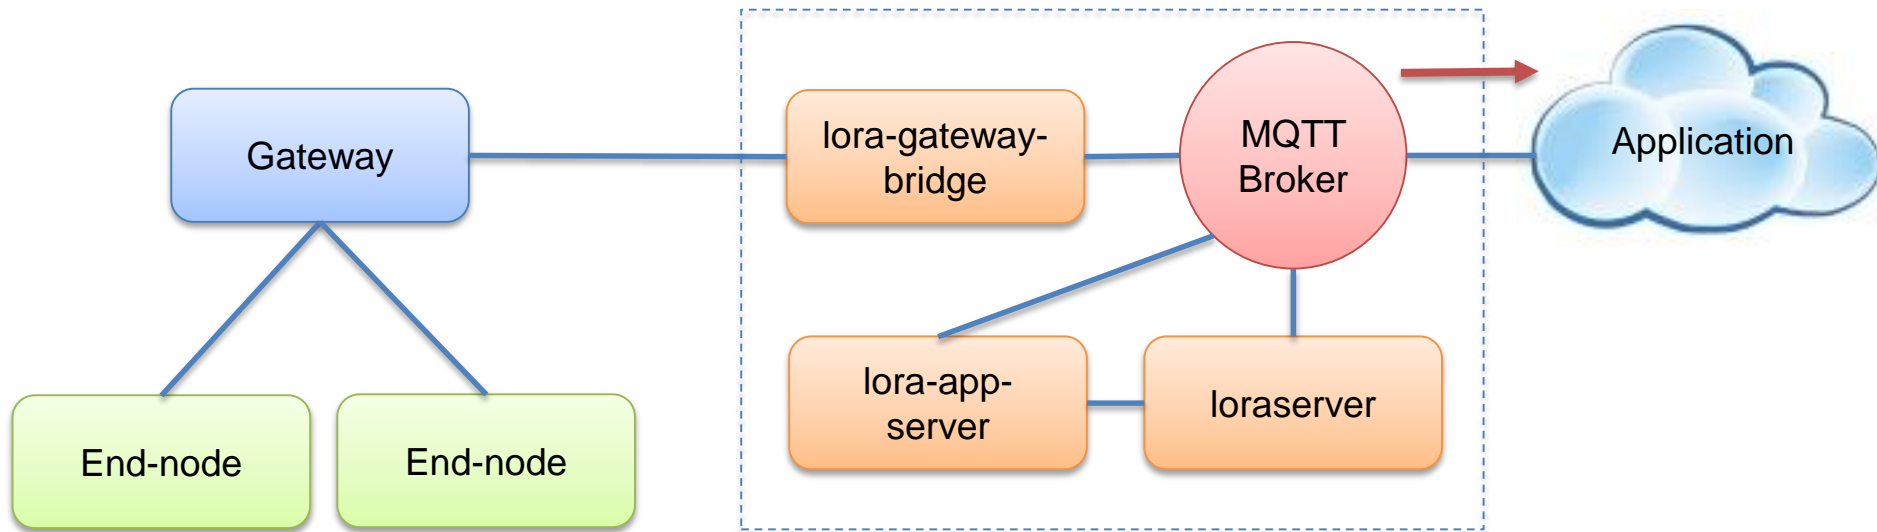 Gateway
lora-gateway-
bridge
MQTT
Broker
Application
End-node
End-node
lora-app-
server
loraserver